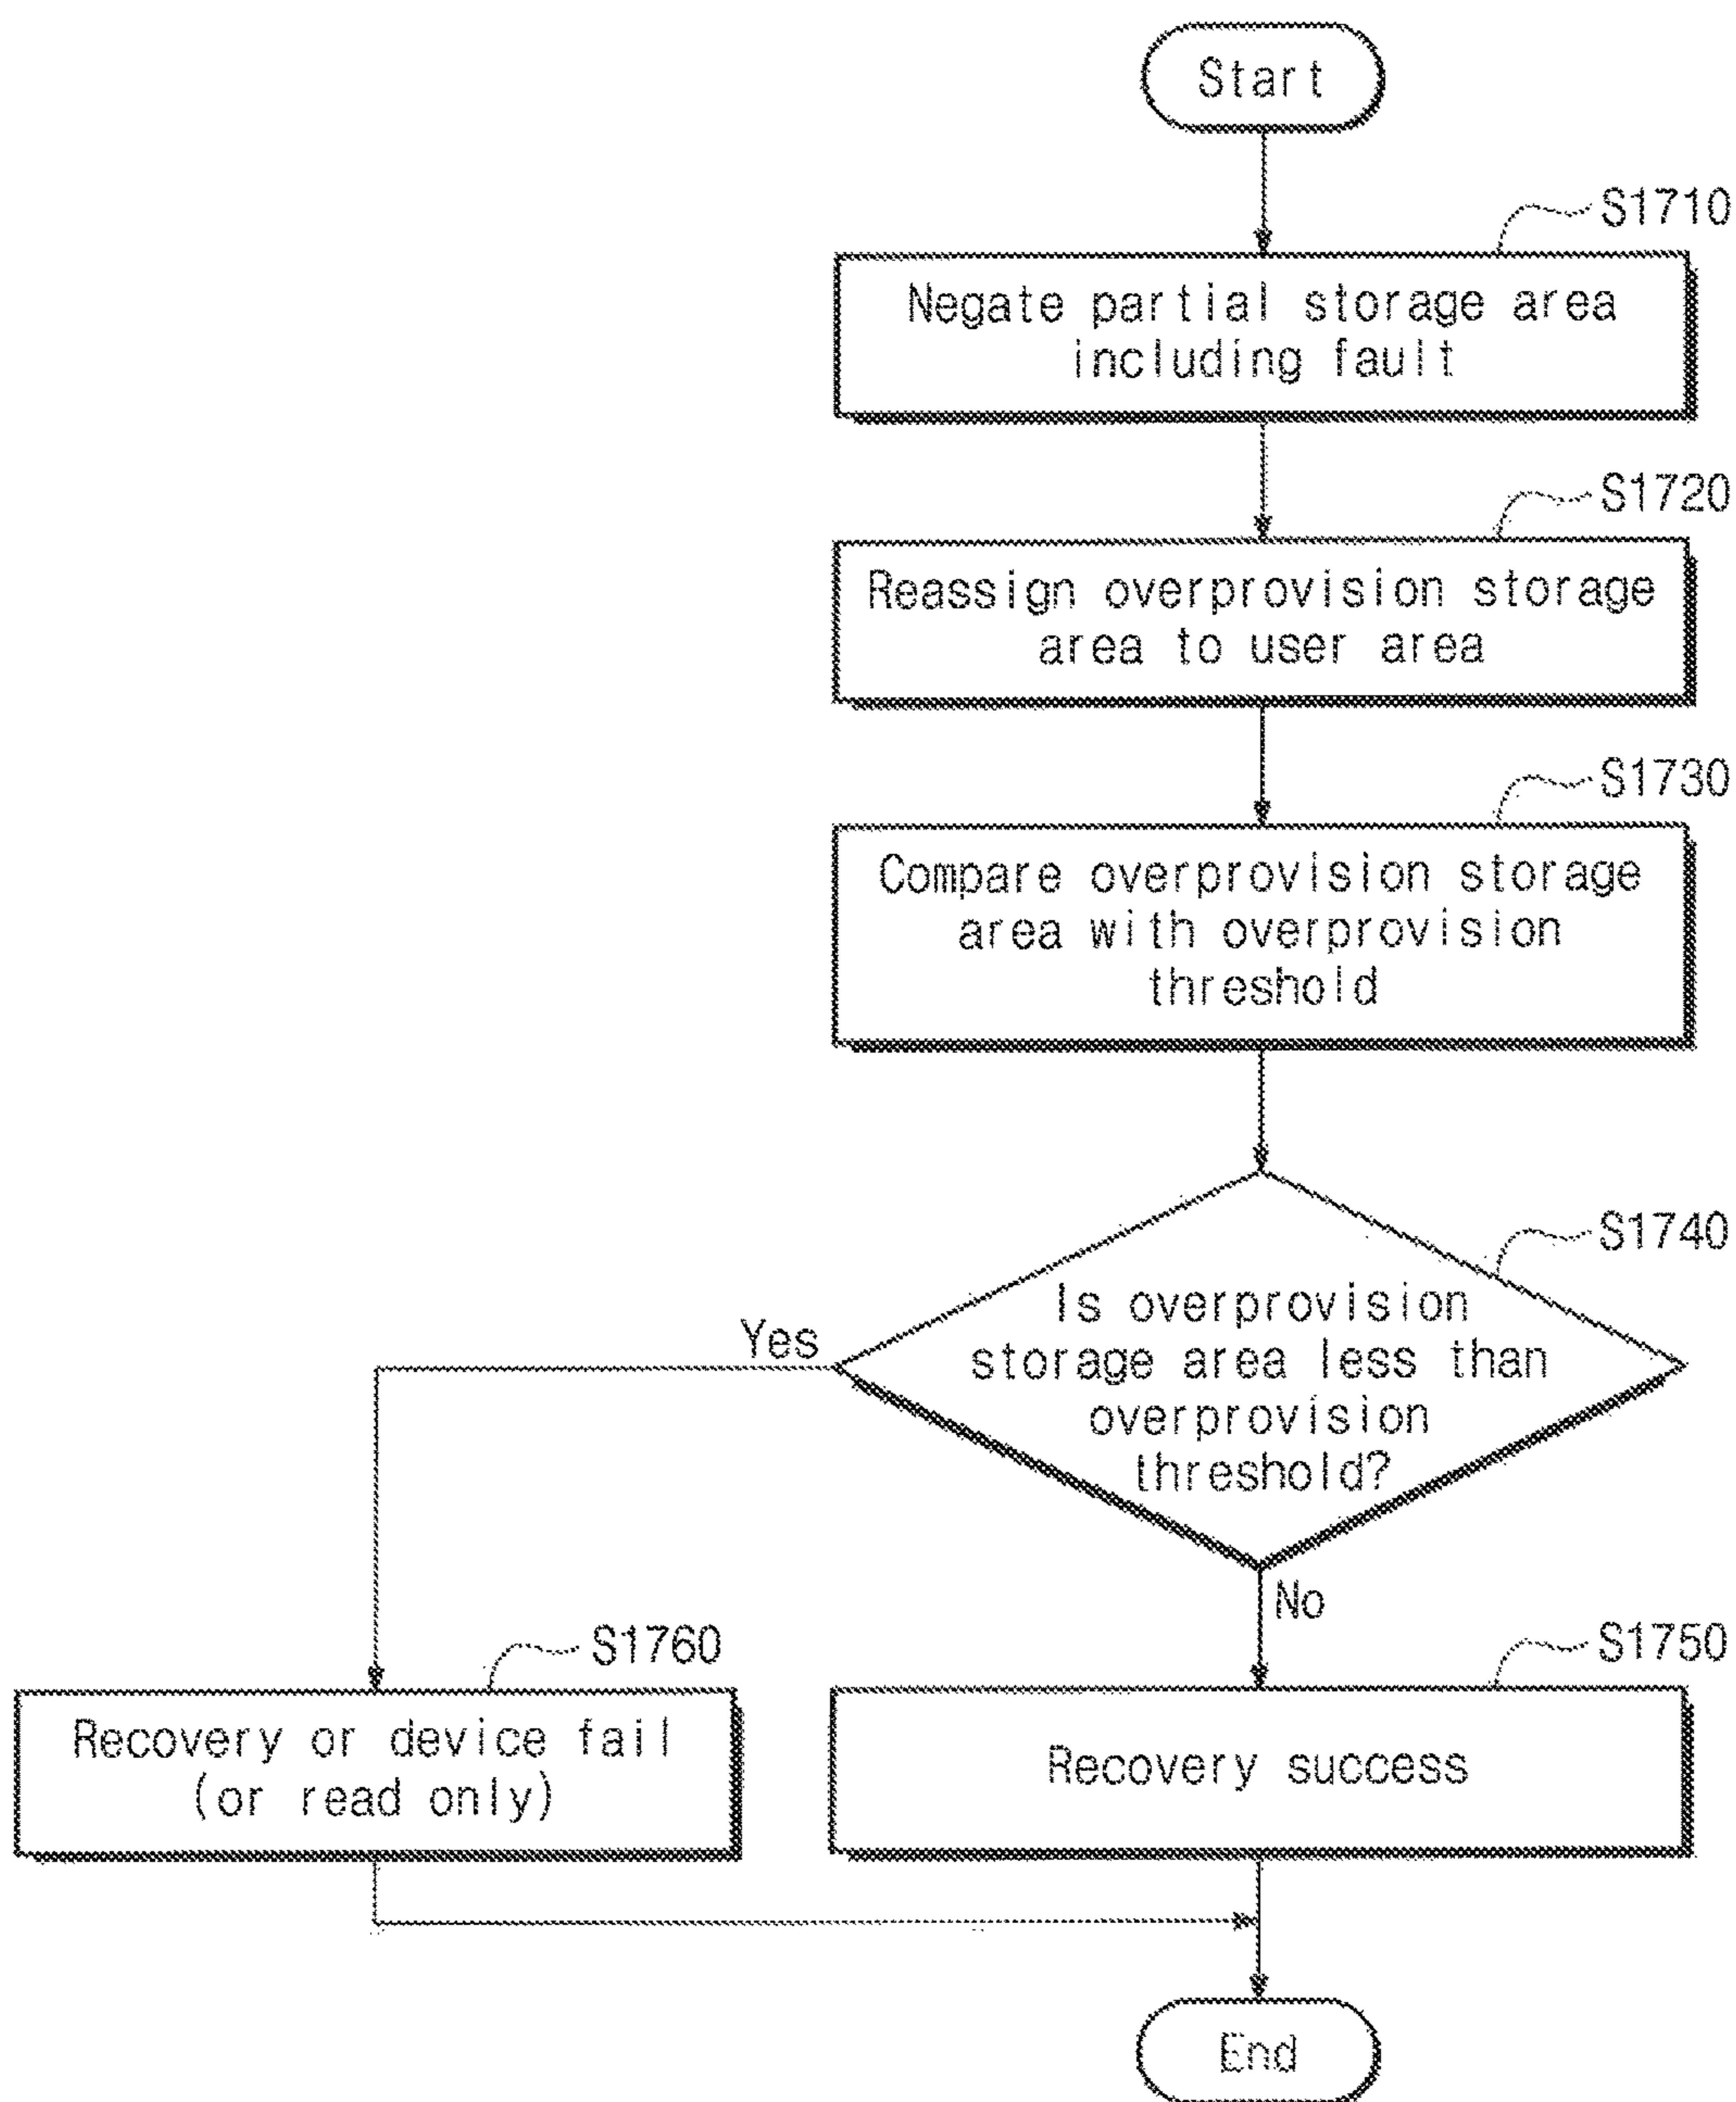 Start
S1710
Negate partial storage area
including fault
S1720
Reassign overprovision storage
area to user area
S1730
Compare overprovision storage
area with overprovision
threshold
S1740
Is overprovision
storage area less than
overprovision
threshold?
Yes
No
S1760
Recovery or device fail
(or read only)
S1750
Recovery success
End